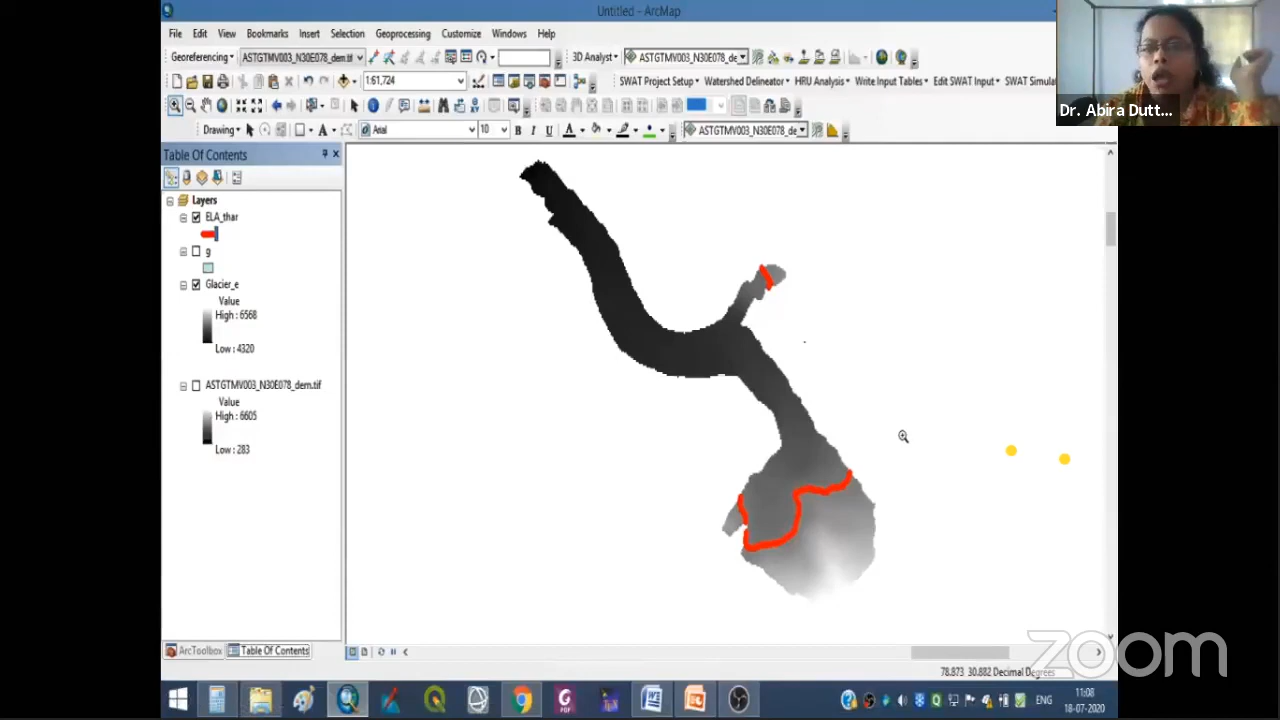 Untitled - ArcMap
File Edit View Bookmarks Insert Selection Geoprocessing Customize Windows Help
Georeferencing ASTGTMV003_N30E078_dem.tif 3D Analyst ASTGTMV003_N30E078_de
1:61,724 SWAT Project Setup Watershed Delineator HRU Analysis Write Input Tables Edit SWAT Input SWAT Simula
Drawing Arial 10 B I U A ASTGTMV003_N30E078_de
Dr. Abira Dutt...
Table Of Contents
Layers
ELA_thar
g
Glacier_e
Value
High : 6568
Low : 4320
ASTGTMV003_N30E078_dem.tif
Value
High : 6605
Low : 283
ArcToolbox Table Of Contents
78.873 30.882 Decimal Degrees
zoom
ENG
11:08
18-07-2020